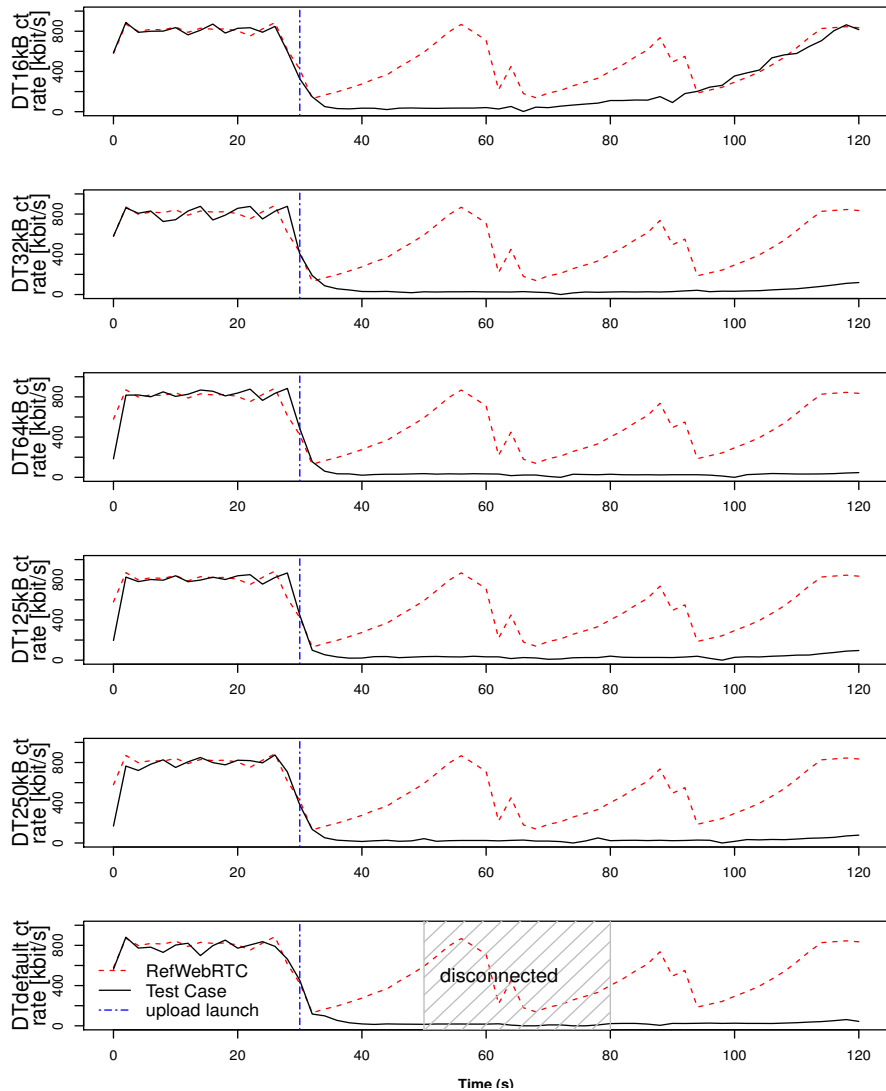 DT16kB ct
rate [kbit/s]
0 400 800
0 20 40 60 80 100 120
DT32kB ct
rate [kbit/s]
0 400 800
0 20 40 60 80 100 120
DT64kB ct
rate [kbit/s]
0 400 800
0 20 40 60 80 100 120
DT125kB ct
rate [kbit/s]
0 400 800
0 20 40 60 80 100 120
DT250kB ct
rate [kbit/s]
0 400 800
0 20 40 60 80 100 120
DTdefault ct
rate [kbit/s]
0 400 800
RefWebRTC
Test Case
upload launch
disconnected
0 20 40 60 80 100 120
Time (s)